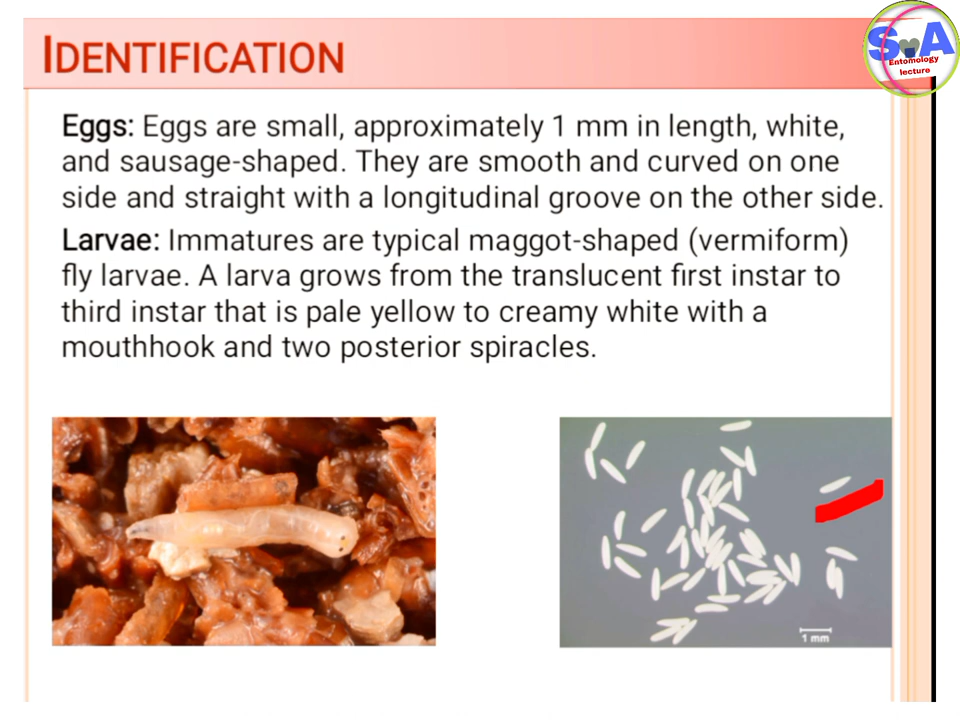 IDENTIFICATION
SA
Entomology
lecture
Eggs: Eggs are small, approximately 1 mm in length, white,
and sausage-shaped. They are smooth and curved on one
side and straight with a longitudinal groove on the other side.
Larvae: Immatures are typical maggot-shaped (vermiform)
fly larvae. A larva grows from the translucent first instar to
third instar that is pale yellow to creamy white with a
mouthhook and two posterior spiracles.
1 mm